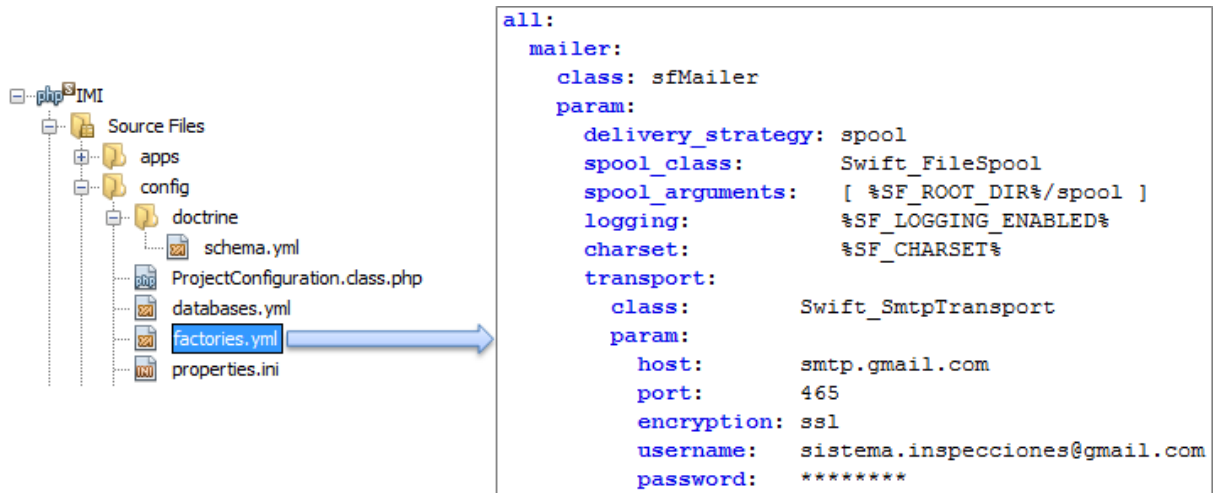 php IMI
Source Files
apps
config
doctrine
schema.yml
ProjectConfiguration.class.php
databases.yml
factories.yml
properties.ini
all:
mailer:
class: sfMailer
param:
delivery_strategy: spool
spool_class: Swift_FileSpool
spool_arguments: [ %SF_ROOT_DIR%/spool ]
logging: %SF_LOGGING_ENABLED%
charset: %SF_CHARSET%
transport:
class: Swift_SmtpTransport
param:
host: smtp.gmail.com
port: 465
encryption: ssl
username: sistema.inspecciones@gmail.com
password: ********